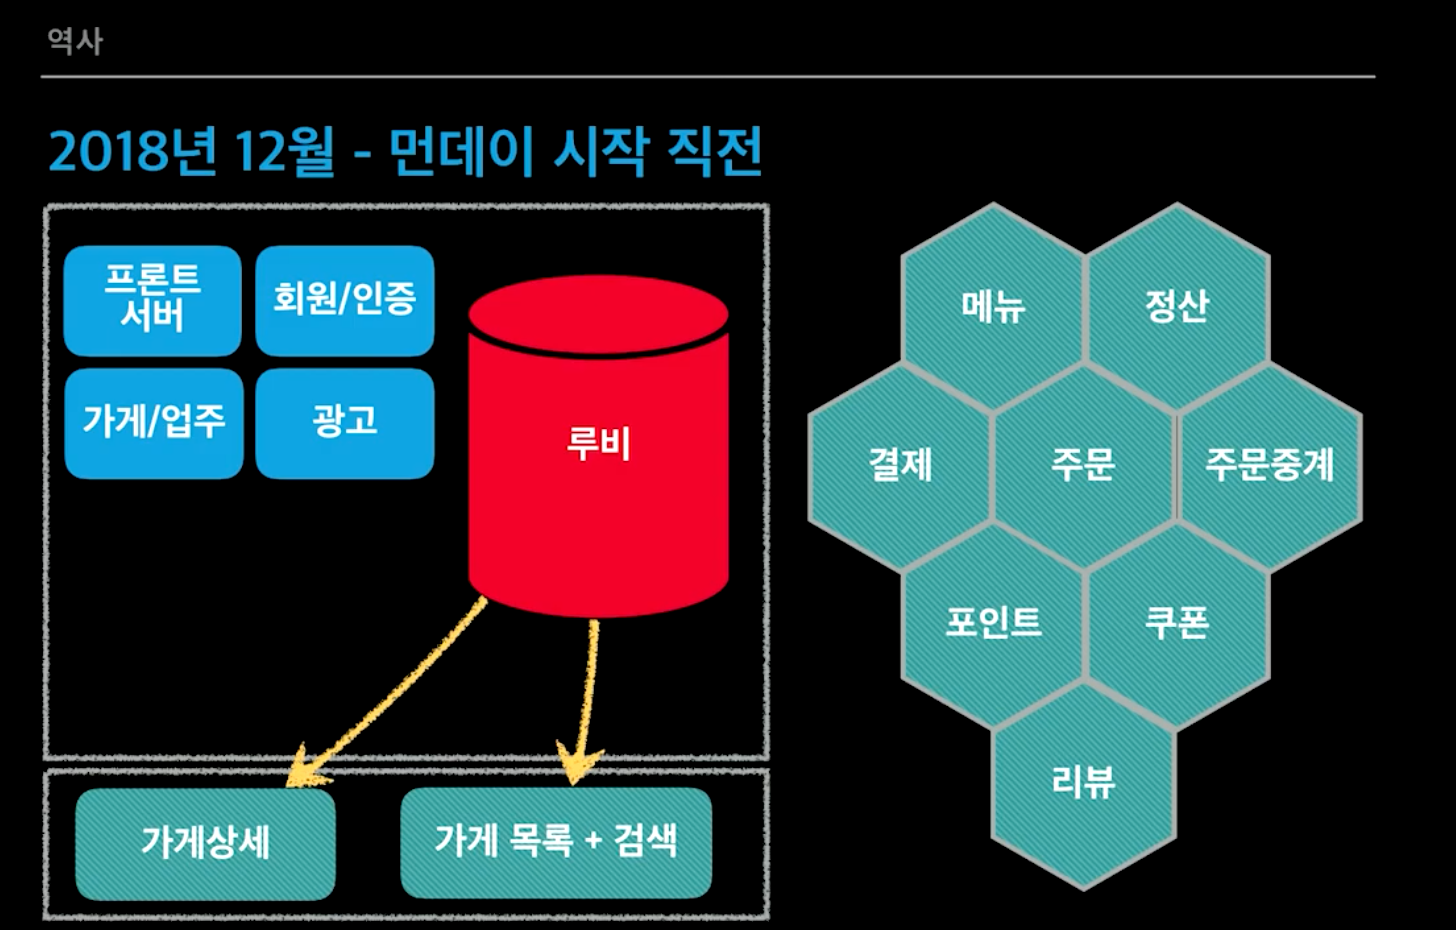 역사
2018년 12월 - 먼데이 시작 직전
프론트
서버
회원/인증
가게/업주
광고
루비
가게상세
가게 목록 + 검색
메뉴
정산
결제
주문
주문중계
포인트
쿠폰
리뷰